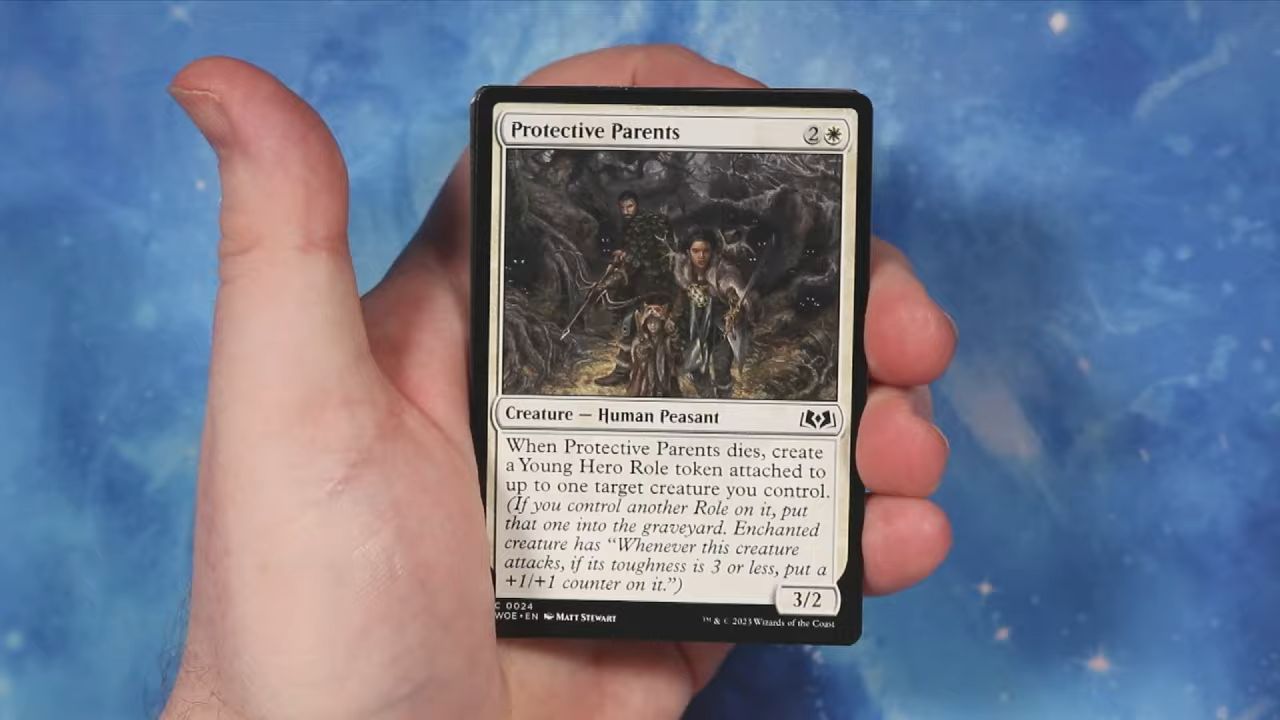 Protective Parents 2
Creature — Human Peasant
When Protective Parents dies, create
a Young Hero Role token attached to
up to one target creature you control.
(If you control another Role on it, put
that one into the graveyard. Enchanted
creature has “Whenever this creature
attacks, if its toughness is 3 or less, put a
+1/+1 counter on it.”)
3/2
C 0024
WOE • EN MATT STEWART
™ & © 2023 Wizards of the Coast